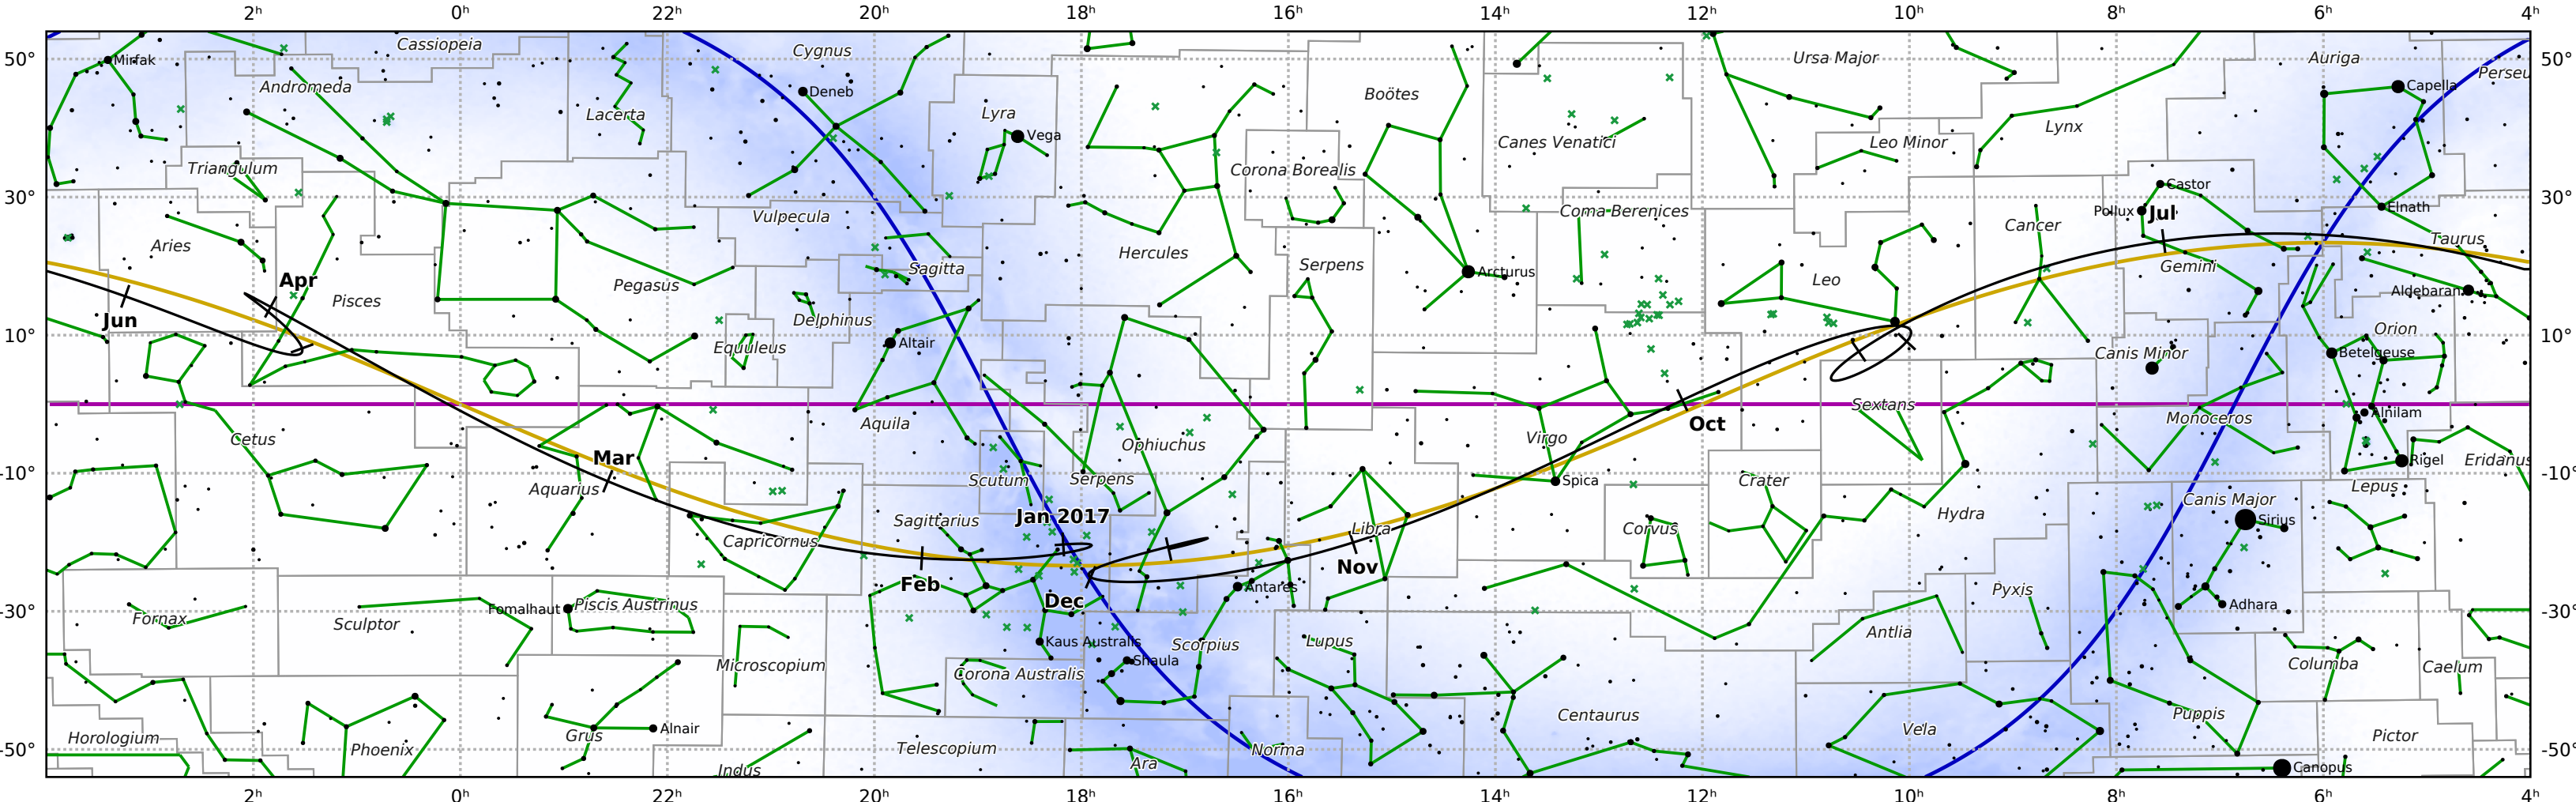 2ʰ 0ʰ 22ʰ 20ʰ 18ʰ 16ʰ 14ʰ 12ʰ 10ʰ 8ʰ 6ʰ 4ʰ
Cassiopeia Cygnus Ursa Major Auriga
50° Mirfak 50°
Perseu
Andromeda Deneb Boötes Capella
Lacerta Lyra Lynx
Vega Canes Venatici Leo Minor
Triangulum Corona Borealis
Castor
30° 30°
Vulpecula Coma Berenices Pollux Jul Elnath
Aries Hercules Cancer Taurus
Sagitta Serpens Arcturus Gemini
Apr Pisces Pegasus Leo Aldebaran
Jun Delphinus Orion
10° 10°
Equuleus Altair Canis Minor Betelgeuse
Sextans
Cetus Aquila Oct Monoceros Alnilam
Mar Ophiuchus Virgo
-10° Rigel Eridanus -10°
Aquarius Scutum Serpens Spica Crater Lepus
Sagittarius Jan 2017 Canis Major
Capricornus Libra Corvus Hydra Sirius
Feb Nov
Dec Antares Pyxis
-30° Fomalhaut Piscis Austrinus Adhara -30°
Fornax Sculptor Antlia
Kaus Australis Scorpius Lupus
Microscopium Shaula Columba Caelum
Corona Australis
Horologium Alnair Centaurus Puppis
Phoenix Grus Vela
-50° Telescopium Norma Pictor -50°
Indus Ara Canopus
2ʰ 0ʰ 22ʰ 20ʰ 18ʰ 16ʰ 14ʰ 12ʰ 10ʰ 8ʰ 6ʰ 4ʰ